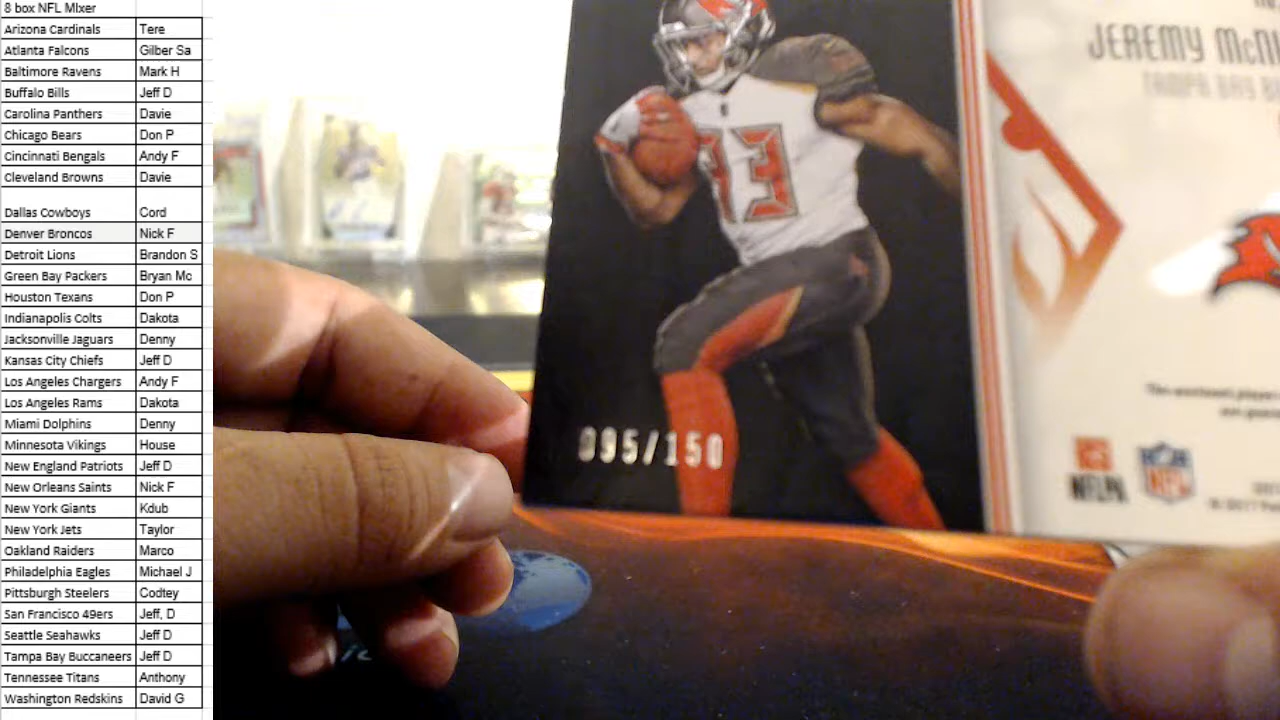 8 box NFL MIxer
Arizona Cardinals Tere
Atlanta Falcons Gilber Sa
Baltimore Ravens Mark H
Buffalo Bills Jeff D
Carolina Panthers Davie
Chicago Bears Don P
Cincinnati Bengals Andy F
Cleveland Browns Davie
Dallas Cowboys Cord
Denver Broncos Nick F
Detroit Lions Brandon S
Green Bay Packers Bryan Mc
Houston Texans Don P
Indianapolis Colts Dakota
Jacksonville Jaguars Denny
Kansas City Chiefs Jeff D
Los Angeles Chargers Andy F
Los Angeles Rams Dakota
Miami Dolphins Denny
Minnesota Vikings House
New England Patriots Jeff D
New Orleans Saints Nick F
New York Giants Kdub
New York Jets Taylor
Oakland Raiders Marco
Philadelphia Eagles Michael J
Pittsburgh Steelers Codtey
San Francisco 49ers Jeff, D
Seattle Seahawks Jeff D
Tampa Bay Buccaneers Jeff D
Tennessee Titans Anthony
Washington Redskins David G
JEREMY McNI
TAMPA BAY B
33
095/150
The enclosed player
NFLPA
NFL